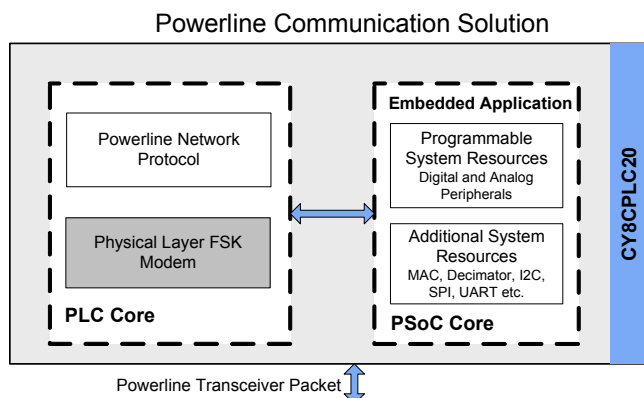 Powerline Communication Solution
Powerline Network
Protocol
Physical Layer FSK
Modem
PLC Core
Embedded Application
Programmable
System Resources
Digital and Analog
Peripherals
Additional System
Resources
MAC, Decimator, I2C,
SPI, UART etc.
PSoC Core
CY8CPLC20
Powerline Transceiver Packet